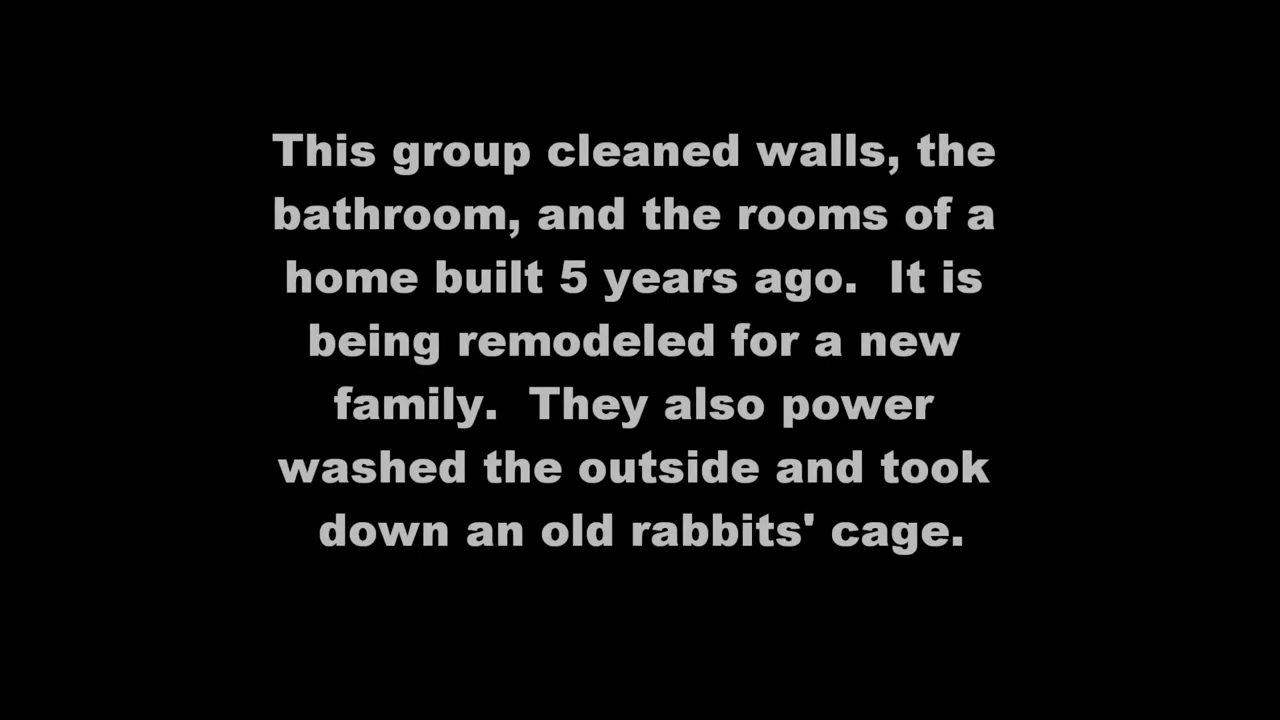 This group cleaned walls, the
bathroom, and the rooms of a
home built 5 years ago.  It is
being remodeled for a new
family.  They also power
washed the outside and took
down an old rabbits' cage.